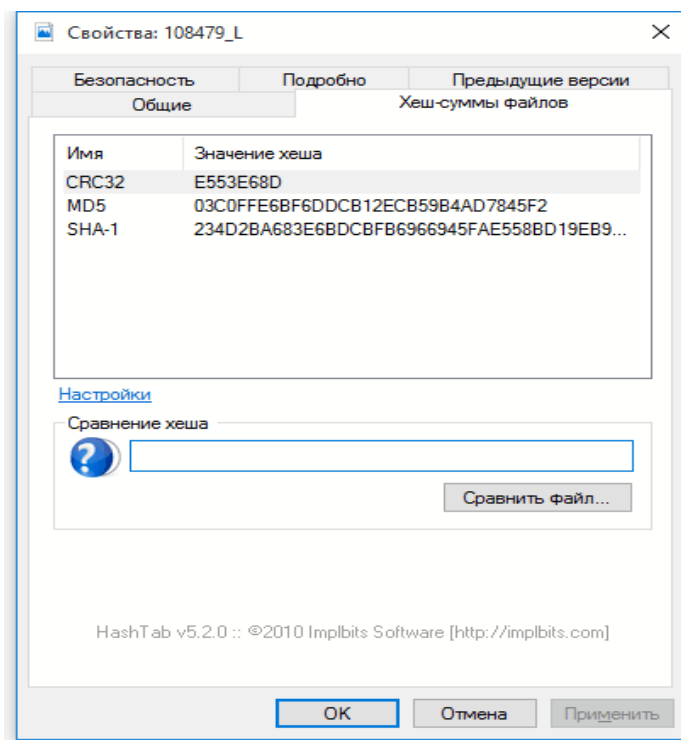 Свойства: 108479_L
Безопасность Подробно Предыдущие версии
Общие Хеш-суммы файлов
Имя Значение хеша
CRC32 E553E68D
MD5 03C0FFE6BF6DDCB12ECB59B4AD7845F2
SHA-1 234D2BA683E6BDCBFB6966945FAE558BD19EB9...
Настройки
Сравнение хеша
Сравнить файл...
HashTab v5.2.0 :: ©2010 Implbits Software [http://implbits.com]
OK Отмена Применить